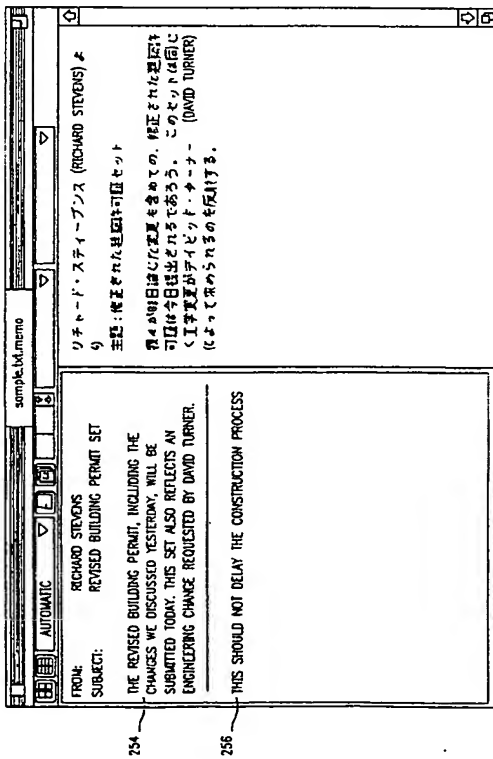 sample.txt.memo
AUTOMATIC
FROM: RICHARD STEVENS
SUBJECT: REVISED BUILDING PERMIT SET
254
THE REVISED BUILDING PERMIT, INCLUDING THE
CHANGES WE DISCUSSED YESTERDAY, WILL BE
SUBMITTED TODAY. THIS SET ALSO REFLECTS AN
ENGINEERING CHANGE REQUESTED BY DAVID TURNER.
256
THIS SHOULD NOT DELAY THE CONSTRUCTION PROCESS
リチャード・スティーブンス (RICHARD STEVENS) よ
り
主題:修正された建築許可証セット
我々が昨日論じた変更を含めての、修正された建築許
可証は今日提出されるであろう。 このセットは同じ
く工学変更がデイビッド・ターナー (DAVID TURNER)
によって求められるのを反射する。